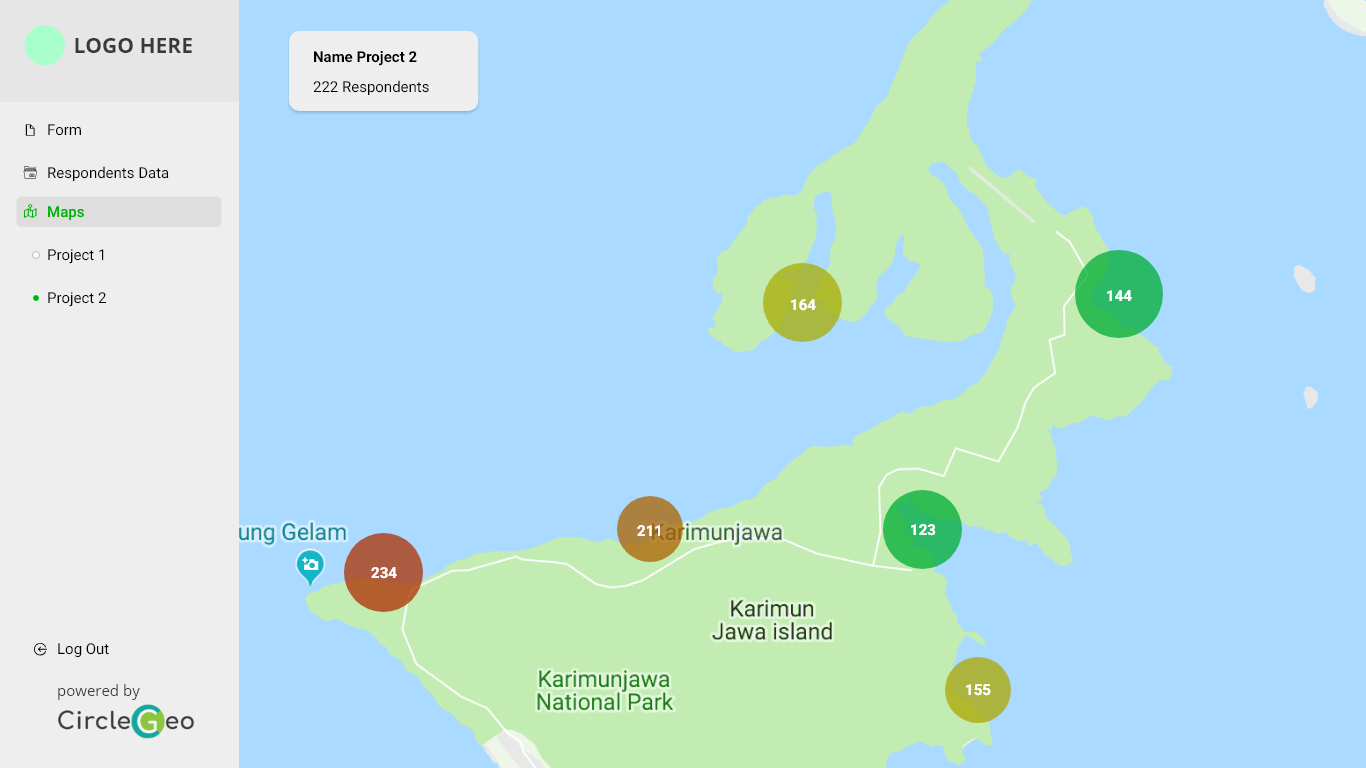 LOGO HERE
Form
Respondents Data
Maps
Project 1
Project 2
Log Out
powered by
CircleGeo
Name Project 2
222 Respondents
164
144
ung Gelam
234
211
Karimunjawa
123
Karimun
Jawa island
Karimunjawa
National Park
155